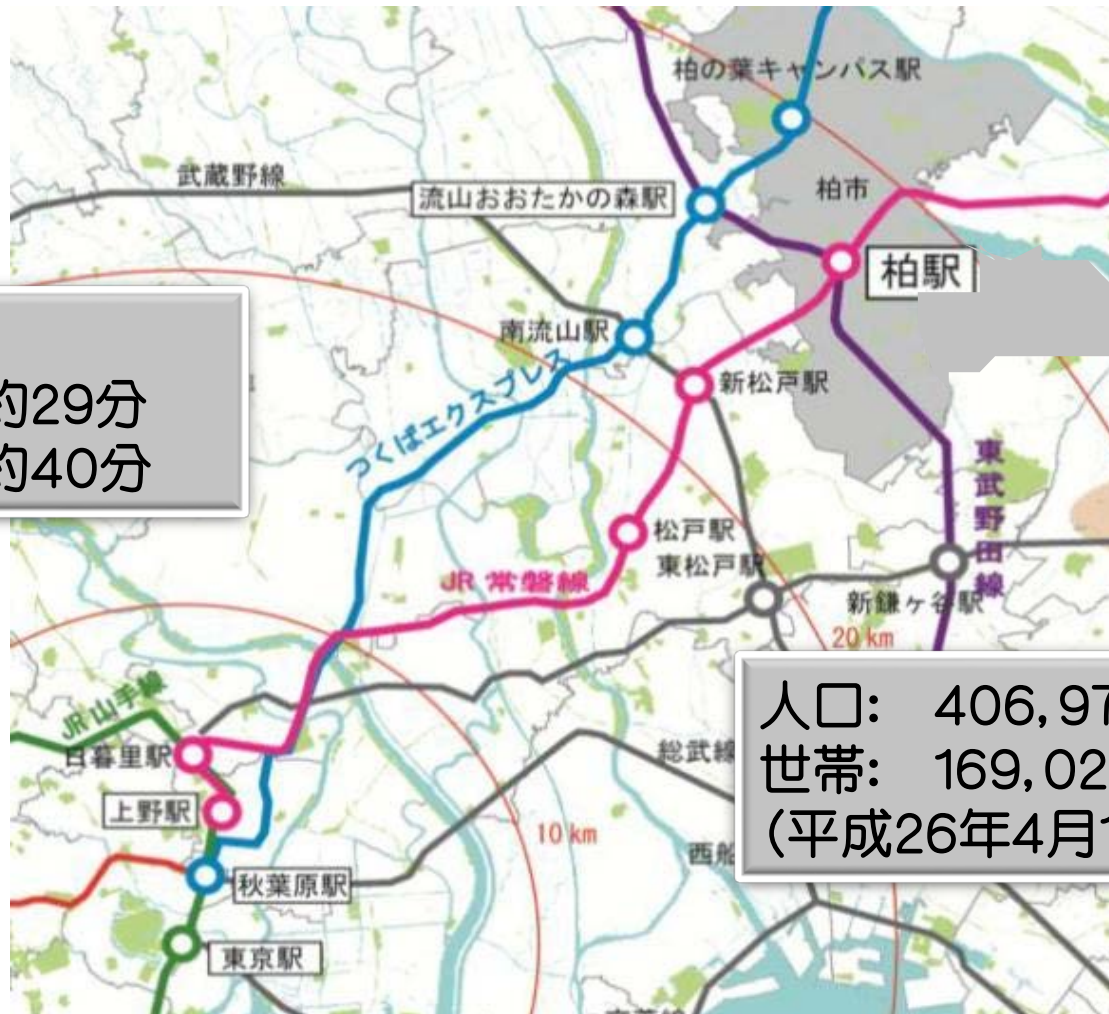 柏の葉キャンパス駅
武蔵野線
流山おおたかの森駅
柏市
柏駅
南流山駅
新松戸駅
約29分
約40分
つくばエクスプレス
東武野田線
松戸駅
東松戸駅
JR 常磐線
新鎌ヶ谷駅
20 km
JR山手線
日暮里駅
総武線
人口: 406,97
世帯: 169,02
(平成26年4月1
上野駅
10 km
西船
秋葉原駅
東京駅